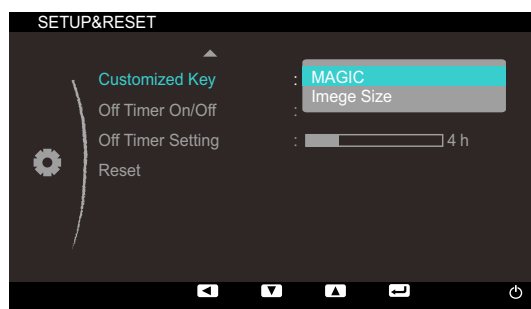 SETUP&RESET
Customized Key : MAGIC
Imege Size
Off Timer On/Off :
Off Timer Setting : 4 h
Reset